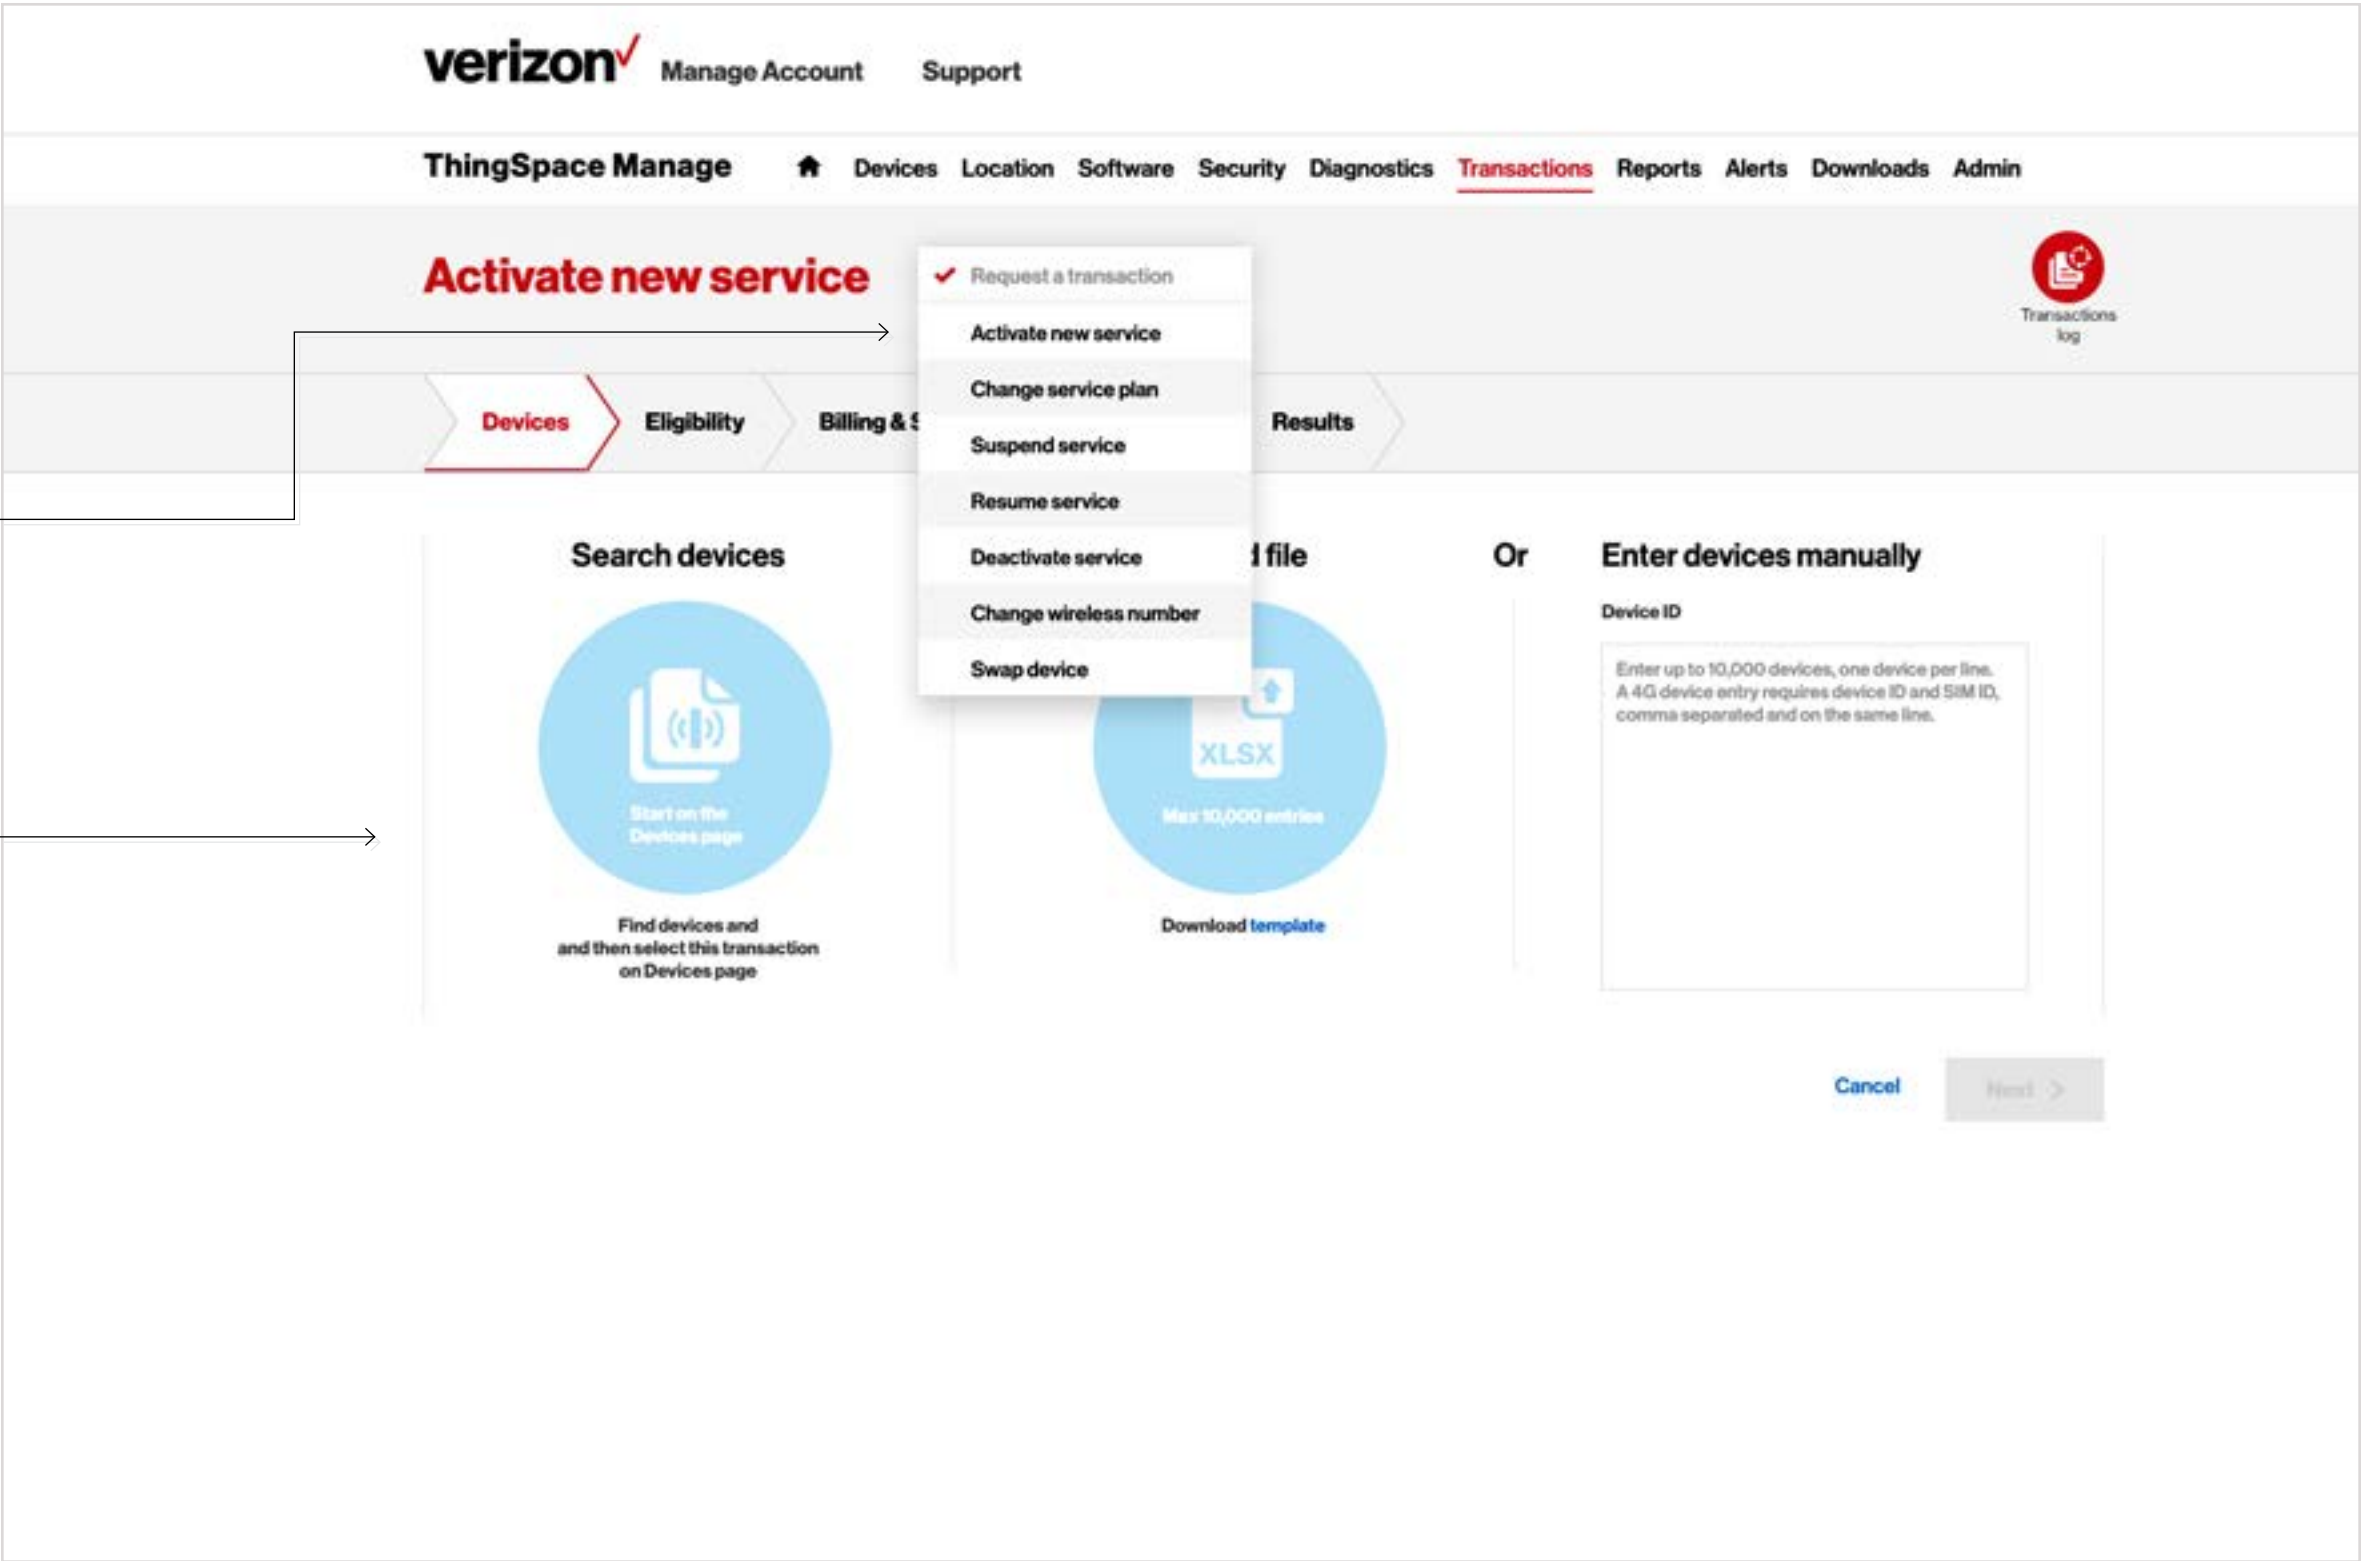 verizon Manage Account Support
ThingSpace Manage Devices Location Software Security Diagnostics Transactions Reports Alerts Downloads Admin
Activate new service
Request a transaction
Activate new service
Change service plan
Suspend service
Resume service
Deactivate service
Change wireless number
Swap device
Transactions
log
Devices Eligibility Billing & S Results
Search devices
Start on the
Devices page
Find devices and
and then select this transaction
on Devices page
d file
XLSX
Max 10,000 entries
Download template
Or
Enter devices manually
Device ID
Enter up to 10,000 devices, one device per line.
A 4G device entry requires device ID and SIM ID,
comma separated and on the same line.
Cancel
Next >